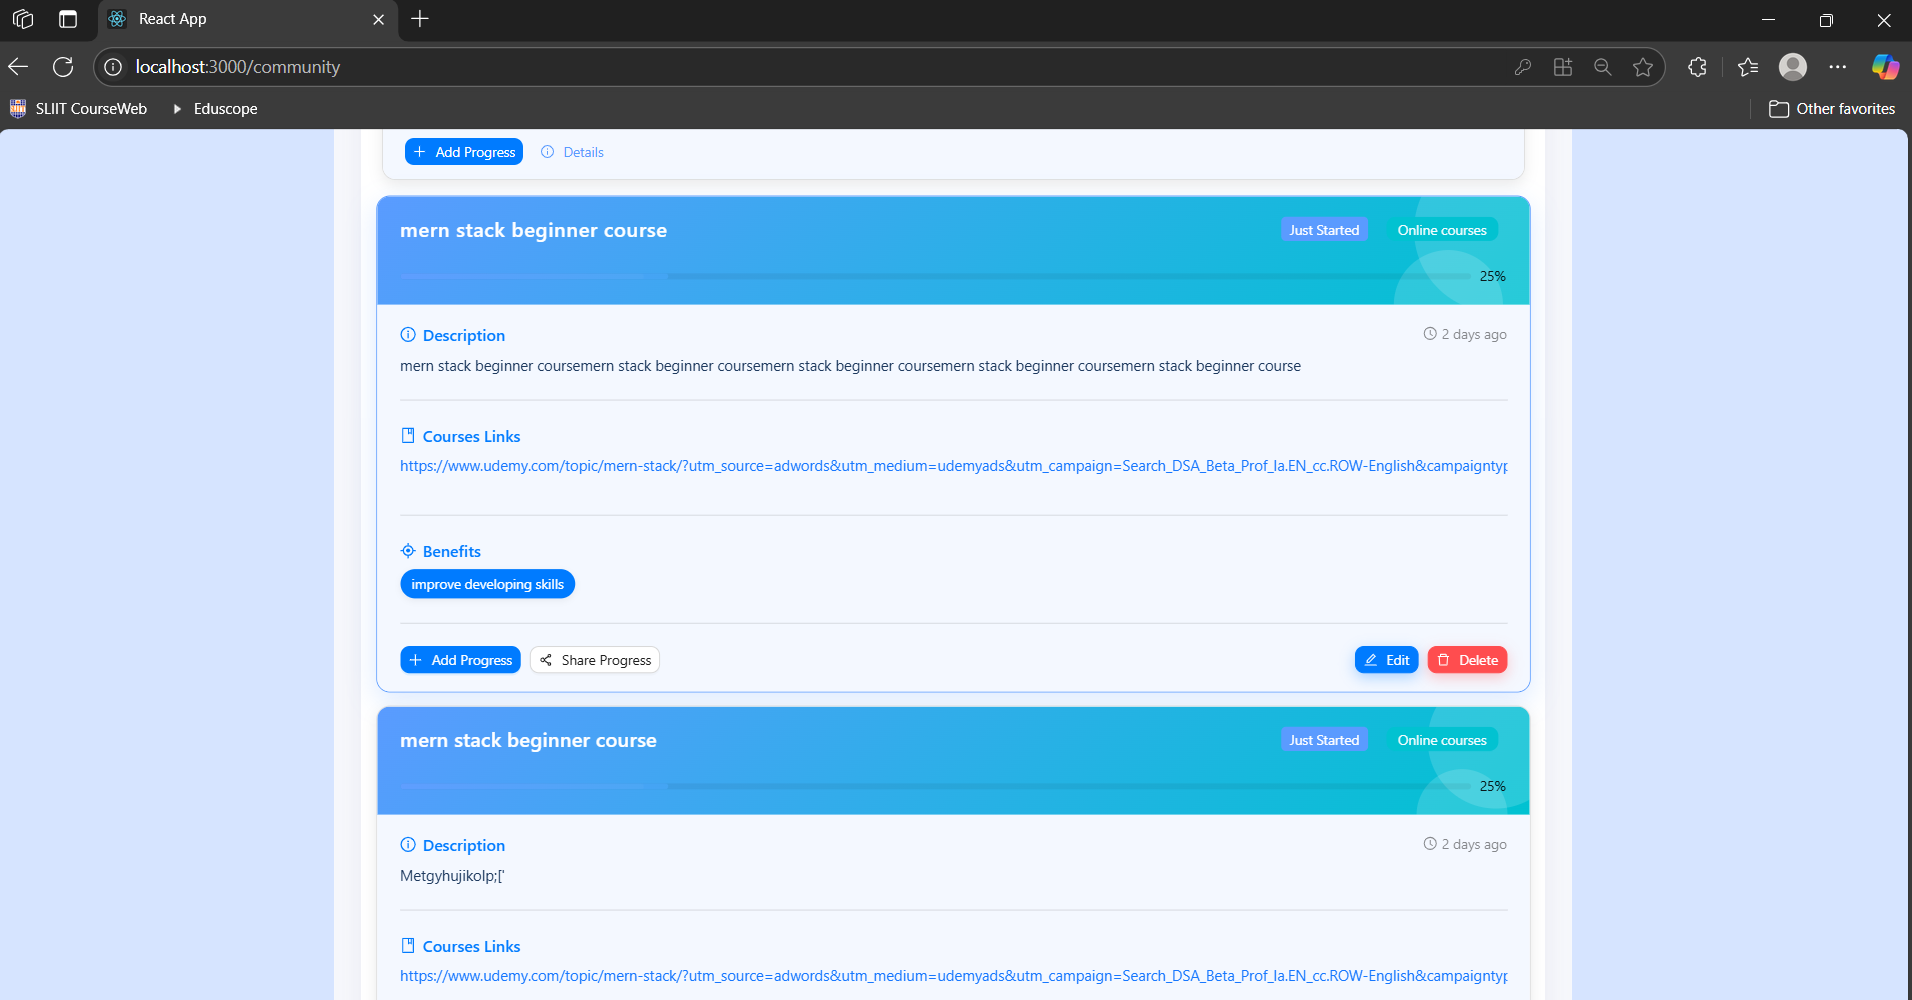 React App
localhost:3000/community
SLIIT CourseWeb
Eduscope
Other favorites
Add Progress
Details
mern stack beginner course
Just Started
Online courses
25%
Description
2 days ago
mern stack beginner coursemern stack beginner coursemern stack beginner coursemern stack beginner coursemern stack beginner course
Courses Links
https://www.udemy.com/topic/mern-stack/?utm_source=adwords&utm_medium=udemyads&utm_campaign=Search_DSA_Beta_Prof_la.EN_cc.ROW-English&campaigntyp
Benefits
improve developing skills
Add Progress
Share Progress
Edit
Delete
mern stack beginner course
Just Started
Online courses
25%
Description
2 days ago
Metgyhujikolp;['
Courses Links
https://www.udemy.com/topic/mern-stack/?utm_source=adwords&utm_medium=udemyads&utm_campaign=Search_DSA_Beta_Prof_la.EN_cc.ROW-English&campaigntyp